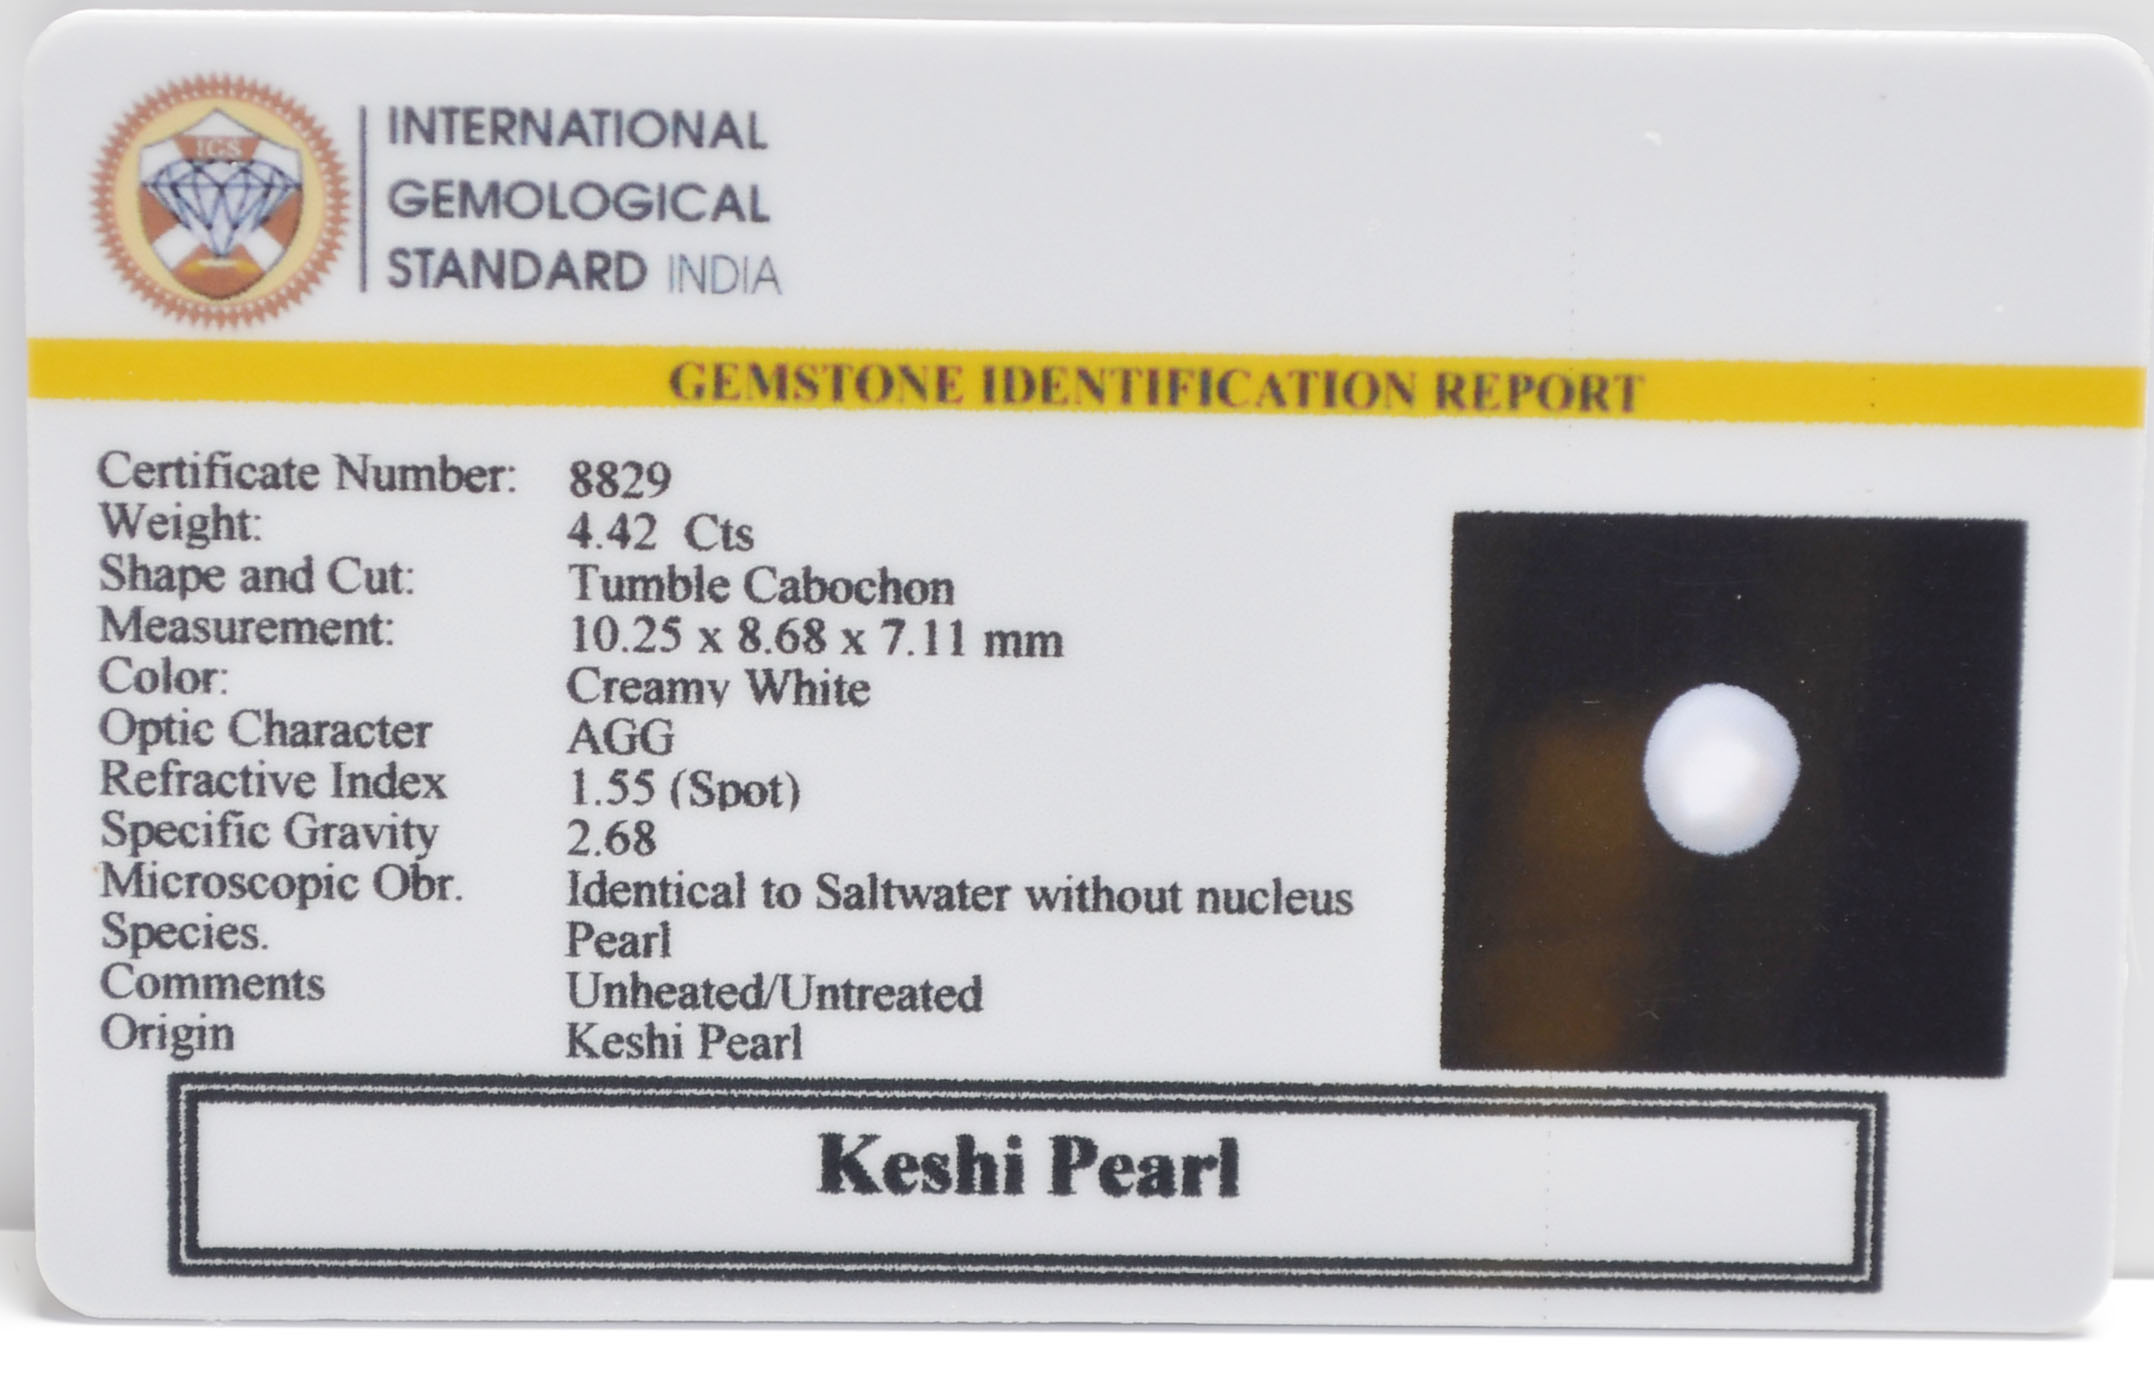 IGS
INTERNATIONAL
GEMOLOGICAL
STANDARD INDIA
GEMSTONE IDENTIFICATION REPORT
Certificate Number: 8829
Weight: 4.42 Cts
Shape and Cut: Tumble Cabochon
Measurement: 10.25 x 8.68 x 7.11 mm
Color: Creamy White
Optic Character AGG
Refractive Index 1.55 (Spot)
Specific Gravity 2.68
Microscopic Obr. Identical to Saltwater without nucleus
Species. Pearl
Comments Unheated/Untreated
Origin Keshi Pearl
Keshi Pearl